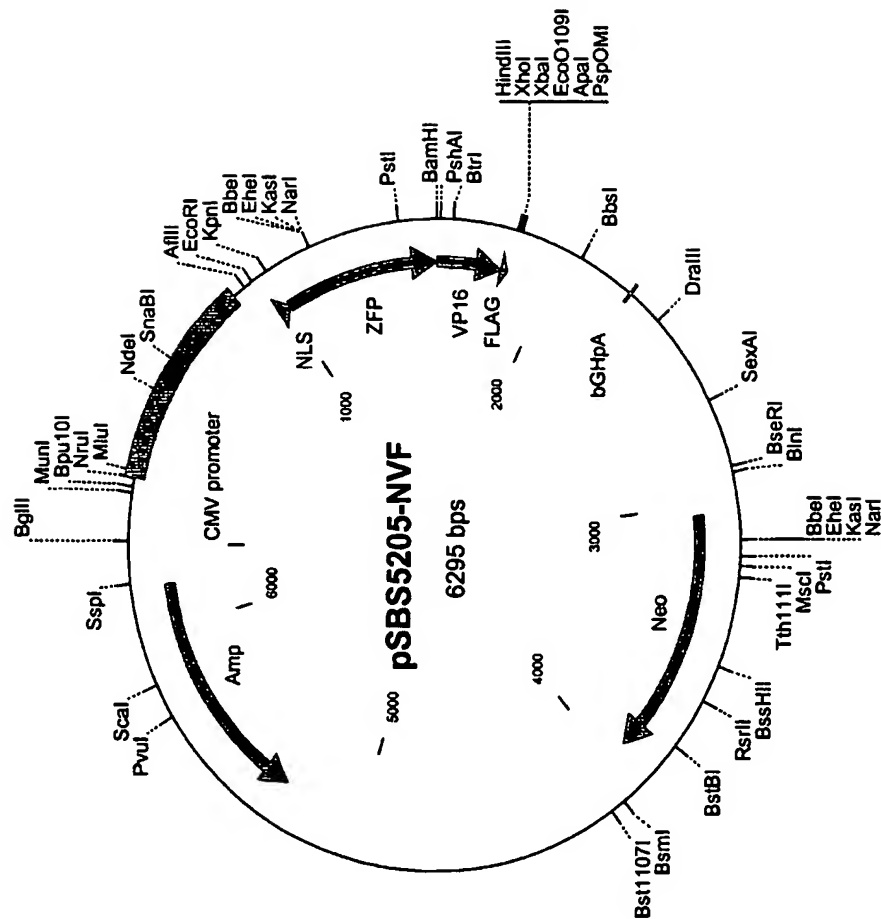 BglII
MunI
Bpu10I
NruI
MluI
NdeI
SnaBI
AflII
EcoRI
KpnI
BbeI
EheI
KasI
NarI
PstI
BamHI
PshAI
BtrI
HindIII
XhoI
XbaI
EcoO109I
ApaI
PspOMI
BbsI
DraIII
SexAI
BseRI
BlnI
BbeI
EheI
KasI
NarI
PstI
MscI
Tth111I
BssHII
RsrII
BstBI
BsmI
Bst1107I
PvuI
ScaI
SspI
CMV promoter
NLS
ZFP
VP16
FLAG
bGHpA
Neo
Amp
1000
2000
3000
4000
5000
6000
pSBS5205-NVF
6295 bps